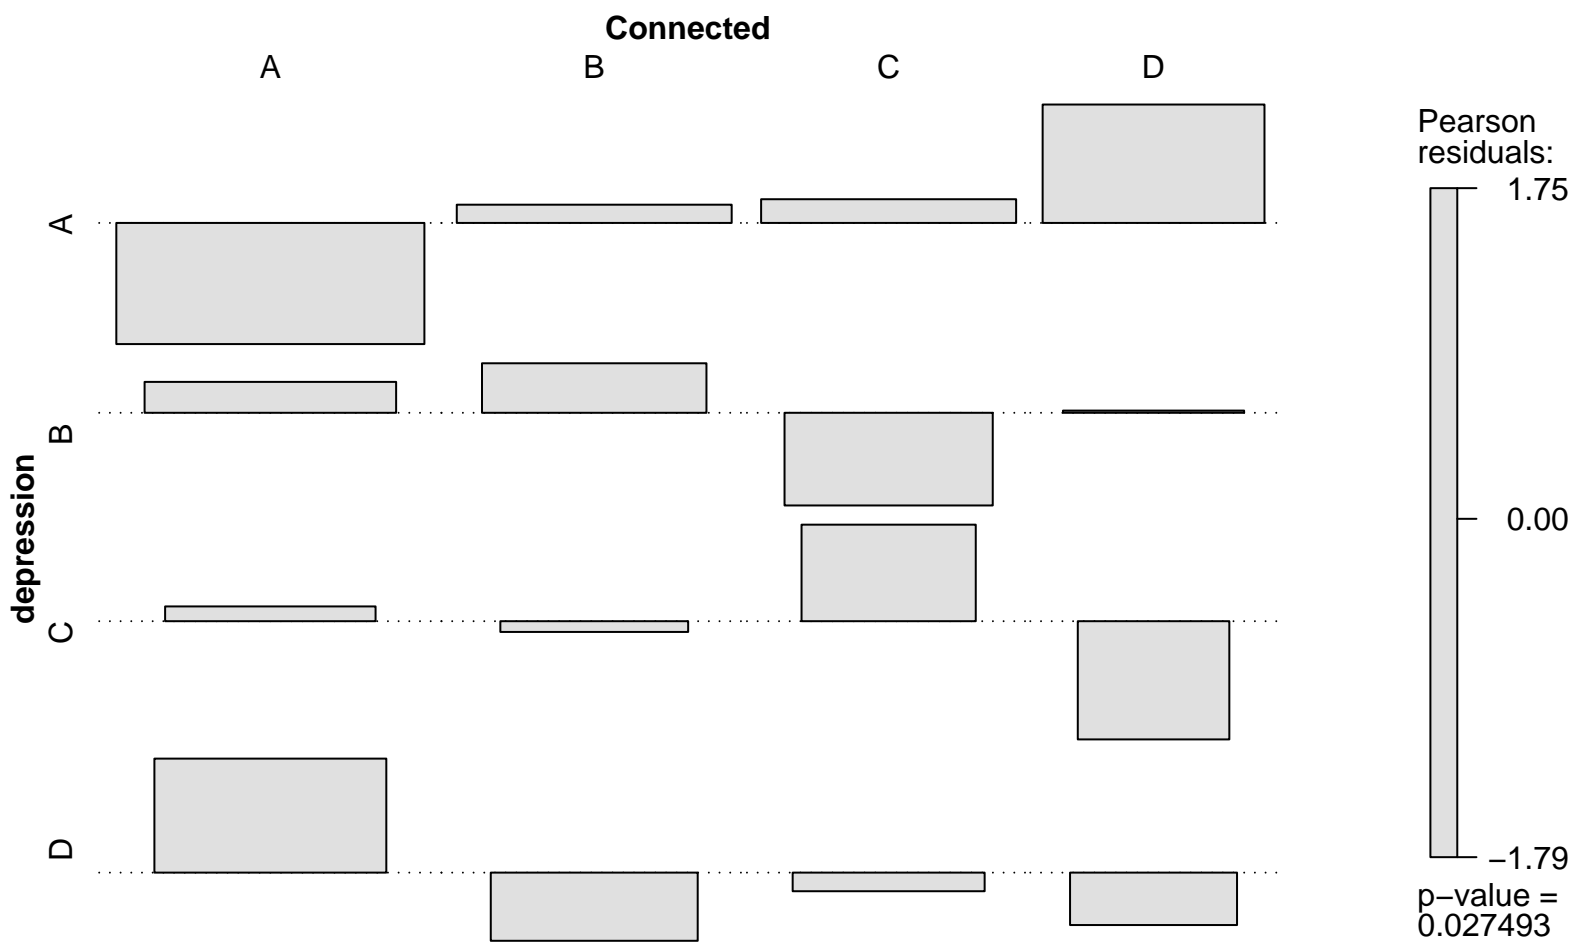 Connected
A
B
C
D
depression
A
B
C
D
Pearson
residuals:
1.75
0.00
−1.79
p−value =
0.027493